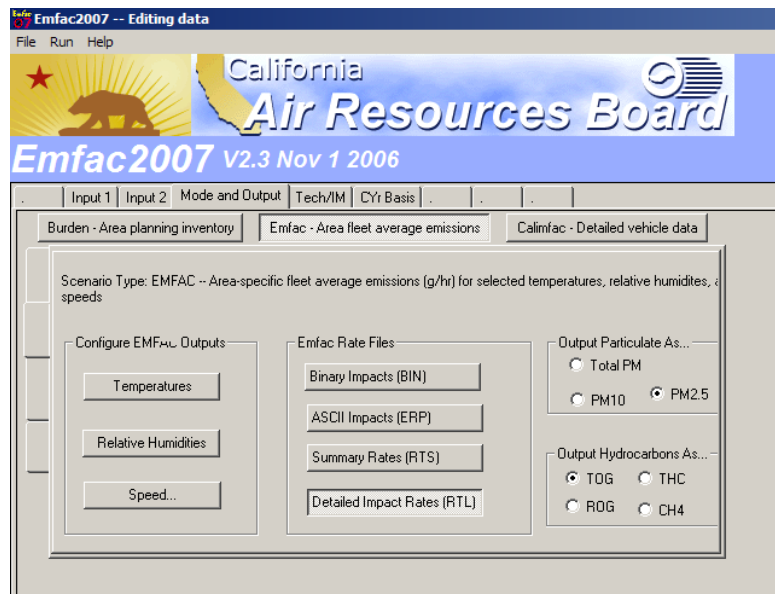 Emfac2007 -- Editing data
File Run Help
California
Air Resources Board
Emfac2007 V2.3 Nov 1 2006
. Input 1 Input 2 Mode and Output Tech/IM CYr Basis . . .
Burden - Area planning inventory Emfac - Area fleet average emissions Calimfac - Detailed vehicle data
Scenario Type: EMFAC -- Area-specific fleet average emissions (g/hr) for selected temperatures, relative humidites,
speeds
Configure EMFAC Outputs
Temperatures
Relative Humidities
Speed...
Emfac Rate Files
Binary Impacts (BIN)
ASCII Impacts (ERP)
Summary Rates (RTS)
Detailed Impact Rates (RTL)
Output Particulate As...
Total PM
PM10 PM2.5
Output Hydrocarbons As...
TOG THC
ROG CH4